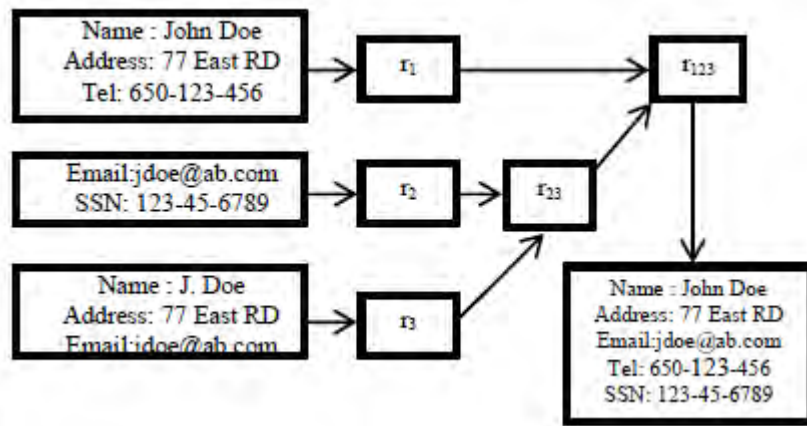 Name : John Doe
Address: 77 East RD
Tel: 650-123-456
r1
r123
Email:jdoe@ab.com
SSN: 123-45-6789
r2
r23
Name : J. Doe
Address: 77 East RD
Email:jdoe@ab.com
r3
Name : John Doe
Address: 77 East RD
Email:jdoe@ab.com
Tel: 650-123-456
SSN: 123-45-6789